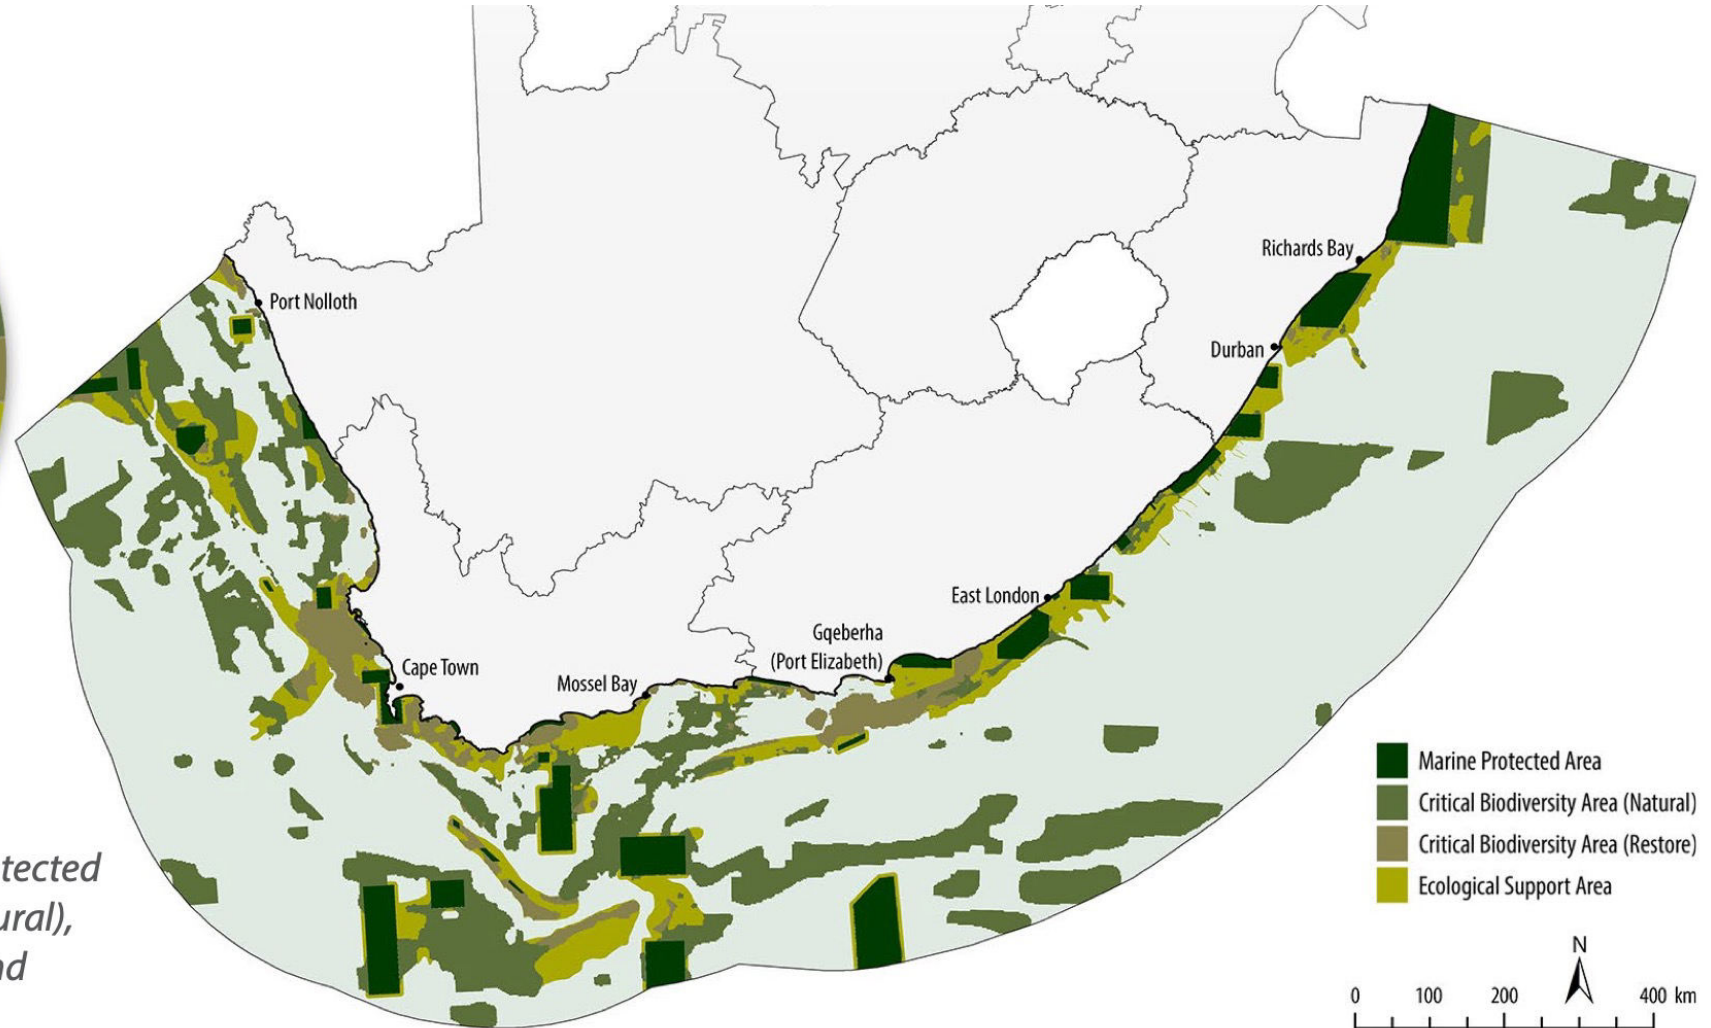 Richards Bay
Port Nolloth
Durban
East London
Gqeberha
(Port Elizabeth)
Cape Town
Mossel Bay
Marine Protected Area
Critical Biodiversity Area (Natural)
Critical Biodiversity Area (Restore)
Ecological Support Area
N
0 100 200 400 km